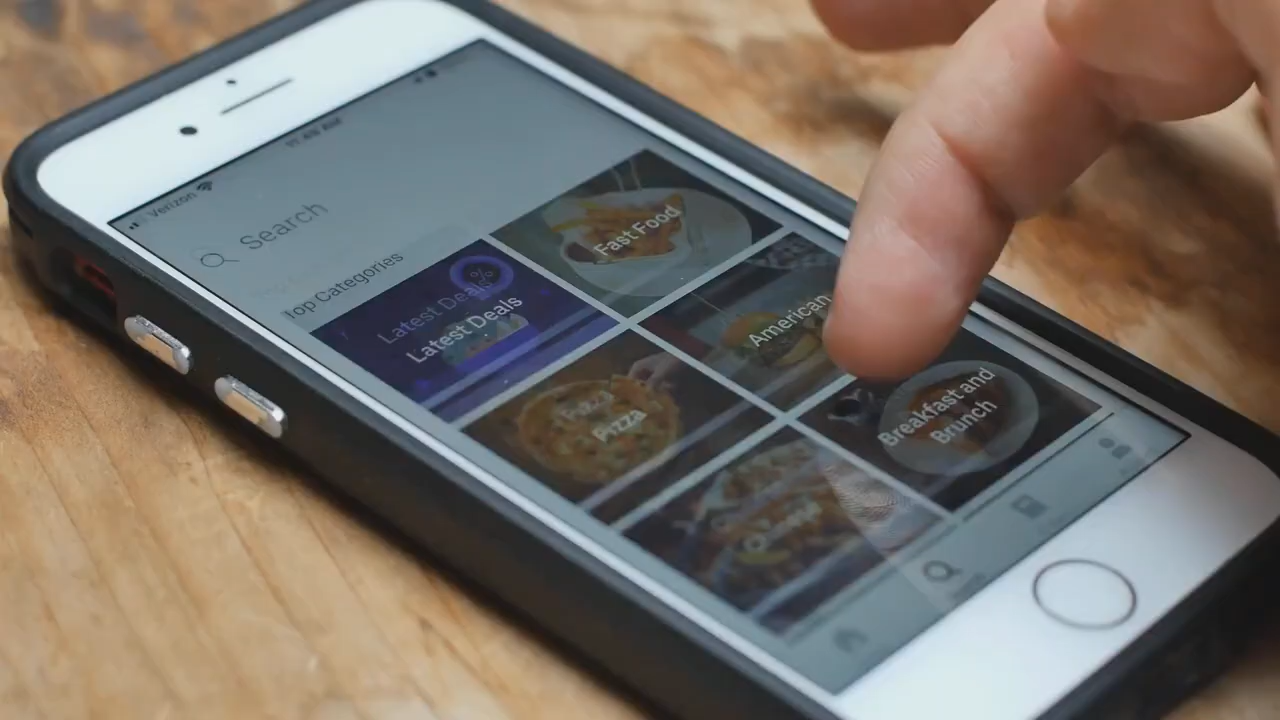 Verizon
Search
Top Categories
Latest Deals
Latest Deals
Fast Food
Pizza
Pizza
American
Breakfast and
Brunch